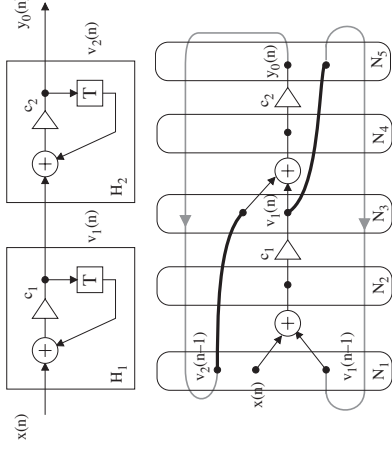 x(n)
H₁
+
c₁
T
v₁(n)
H₂
+
c₂
T
v₂(n)
y₀(n)
v₂(n−1)
x(n)
v₁(n−1)
N₁
+
N₂
c₁
v₁(n)
N₃
+
N₄
c₂
y₀(n)
N₅